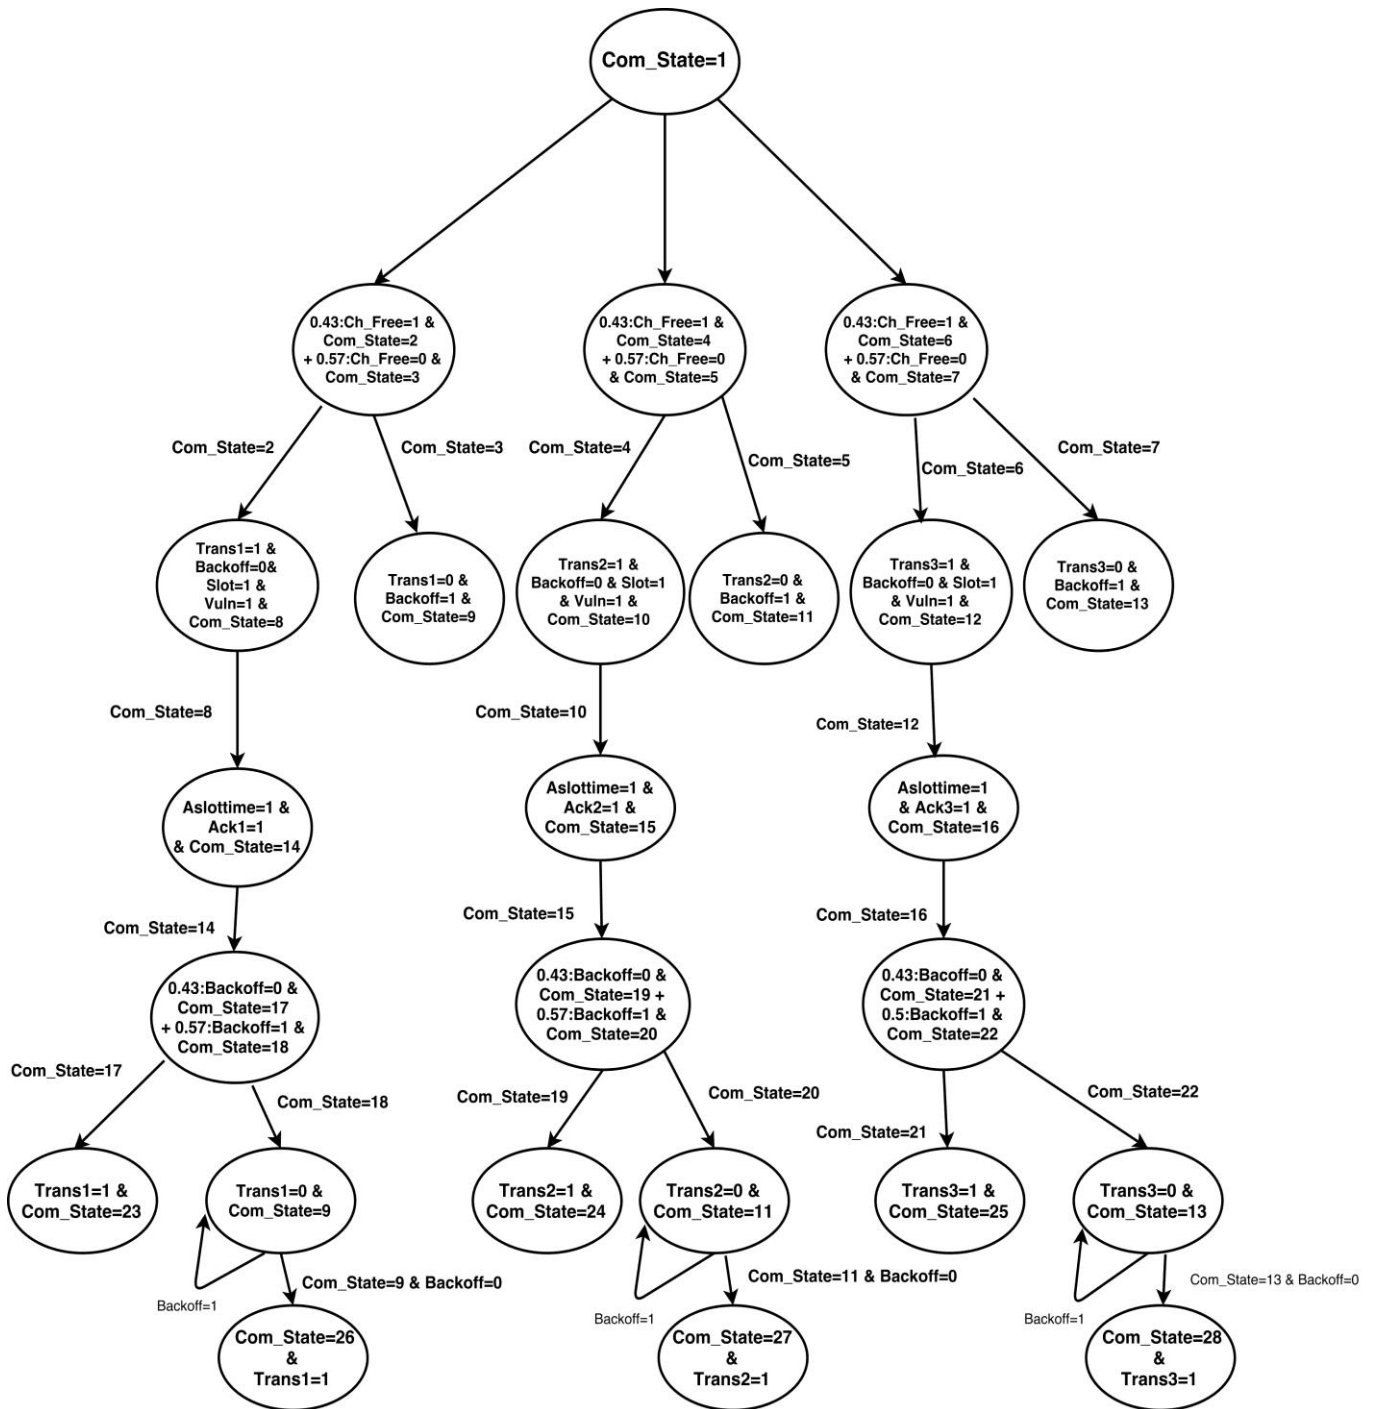 Com_State=1
0.43:Ch_Free=1 &
Com_State=2
+ 0.57:Ch_Free=0 &
Com_State=3
0.43:Ch_Free=1 &
Com_State=4
+ 0.57:Ch_Free=0
& Com_State=5
0.43:Ch_Free=1 &
Com_State=6
+ 0.57:Ch_Free=0
& Com_State=7
Com_State=2
Com_State=3
Com_State=4
Com_State=5
Com_State=6
Com_State=7
Trans1=1 &
Backoff=0&
Slot=1 &
Vuln=1 &
Com_State=8
Trans1=0 &
Backoff=1 &
Com_State=9
Trans2=1 &
Backoff=0 & Slot=1
& Vuln=1 &
Com_State=10
Trans2=0 &
Backoff=1 &
Com_State=11
Trans3=1 &
Backoff=0 & Slot=1
& Vuln=1 &
Com_State=12
Trans3=0 &
Backoff=1 &
Com_State=13
Com_State=8
Com_State=10
Com_State=12
Aslottime=1 &
Ack1=1
& Com_State=14
Aslottime=1 &
Ack2=1 &
Com_State=15
Aslottime=1
& Ack3=1 &
Com_State=16
Com_State=14
Com_State=15
Com_State=16
0.43:Backoff=0 &
Com_State=17
+ 0.57:Backoff=1 &
Com_State=18
0.43:Backoff=0 &
Com_State=19 +
0.57:Backoff=1 &
Com_State=20
0.43:Bacoff=0 &
Com_State=21 +
0.5:Backoff=1 &
Com_State=22
Com_State=17
Com_State=18
Com_State=19
Com_State=20
Com_State=21
Com_State=22
Trans1=1 &
Com_State=23
Trans1=0 &
Com_State=9
Trans2=1 &
Com_State=24
Trans2=0 &
Com_State=11
Trans3=1 &
Com_State=25
Trans3=0 &
Com_State=13
Backoff=1
Com_State=9 & Backoff=0
Backoff=1
Com_State=11 & Backoff=0
Backoff=1
Com_State=13 & Backoff=0
Com_State=26
&
Trans1=1
Com_State=27
&
Trans2=1
Com_State=28
&
Trans3=1